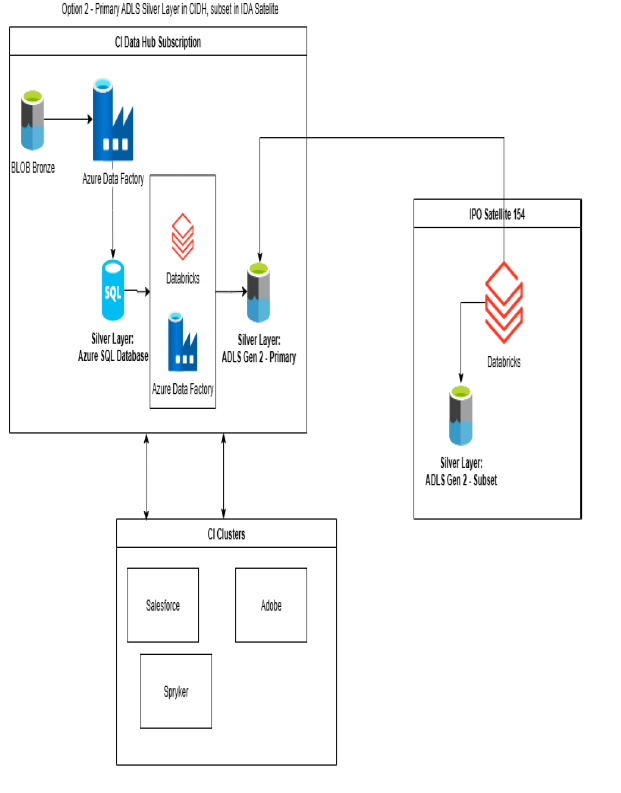 Option 2 - Primary ADLS Silver Layer in CIDH, subset in IDA Satelite
CI Data Hub Subscription
BLOB Bronze
Azure Data Factory
SQL
Silver Layer:
Azure SQL Database
Databricks
Azure Data Factory
Silver Layer:
ADLS Gen 2 - Primary
IPO Satellite 154
Databricks
Silver Layer:
ADLS Gen 2 - Subset
CI Clusters
Salesforce
Adobe
Spryker